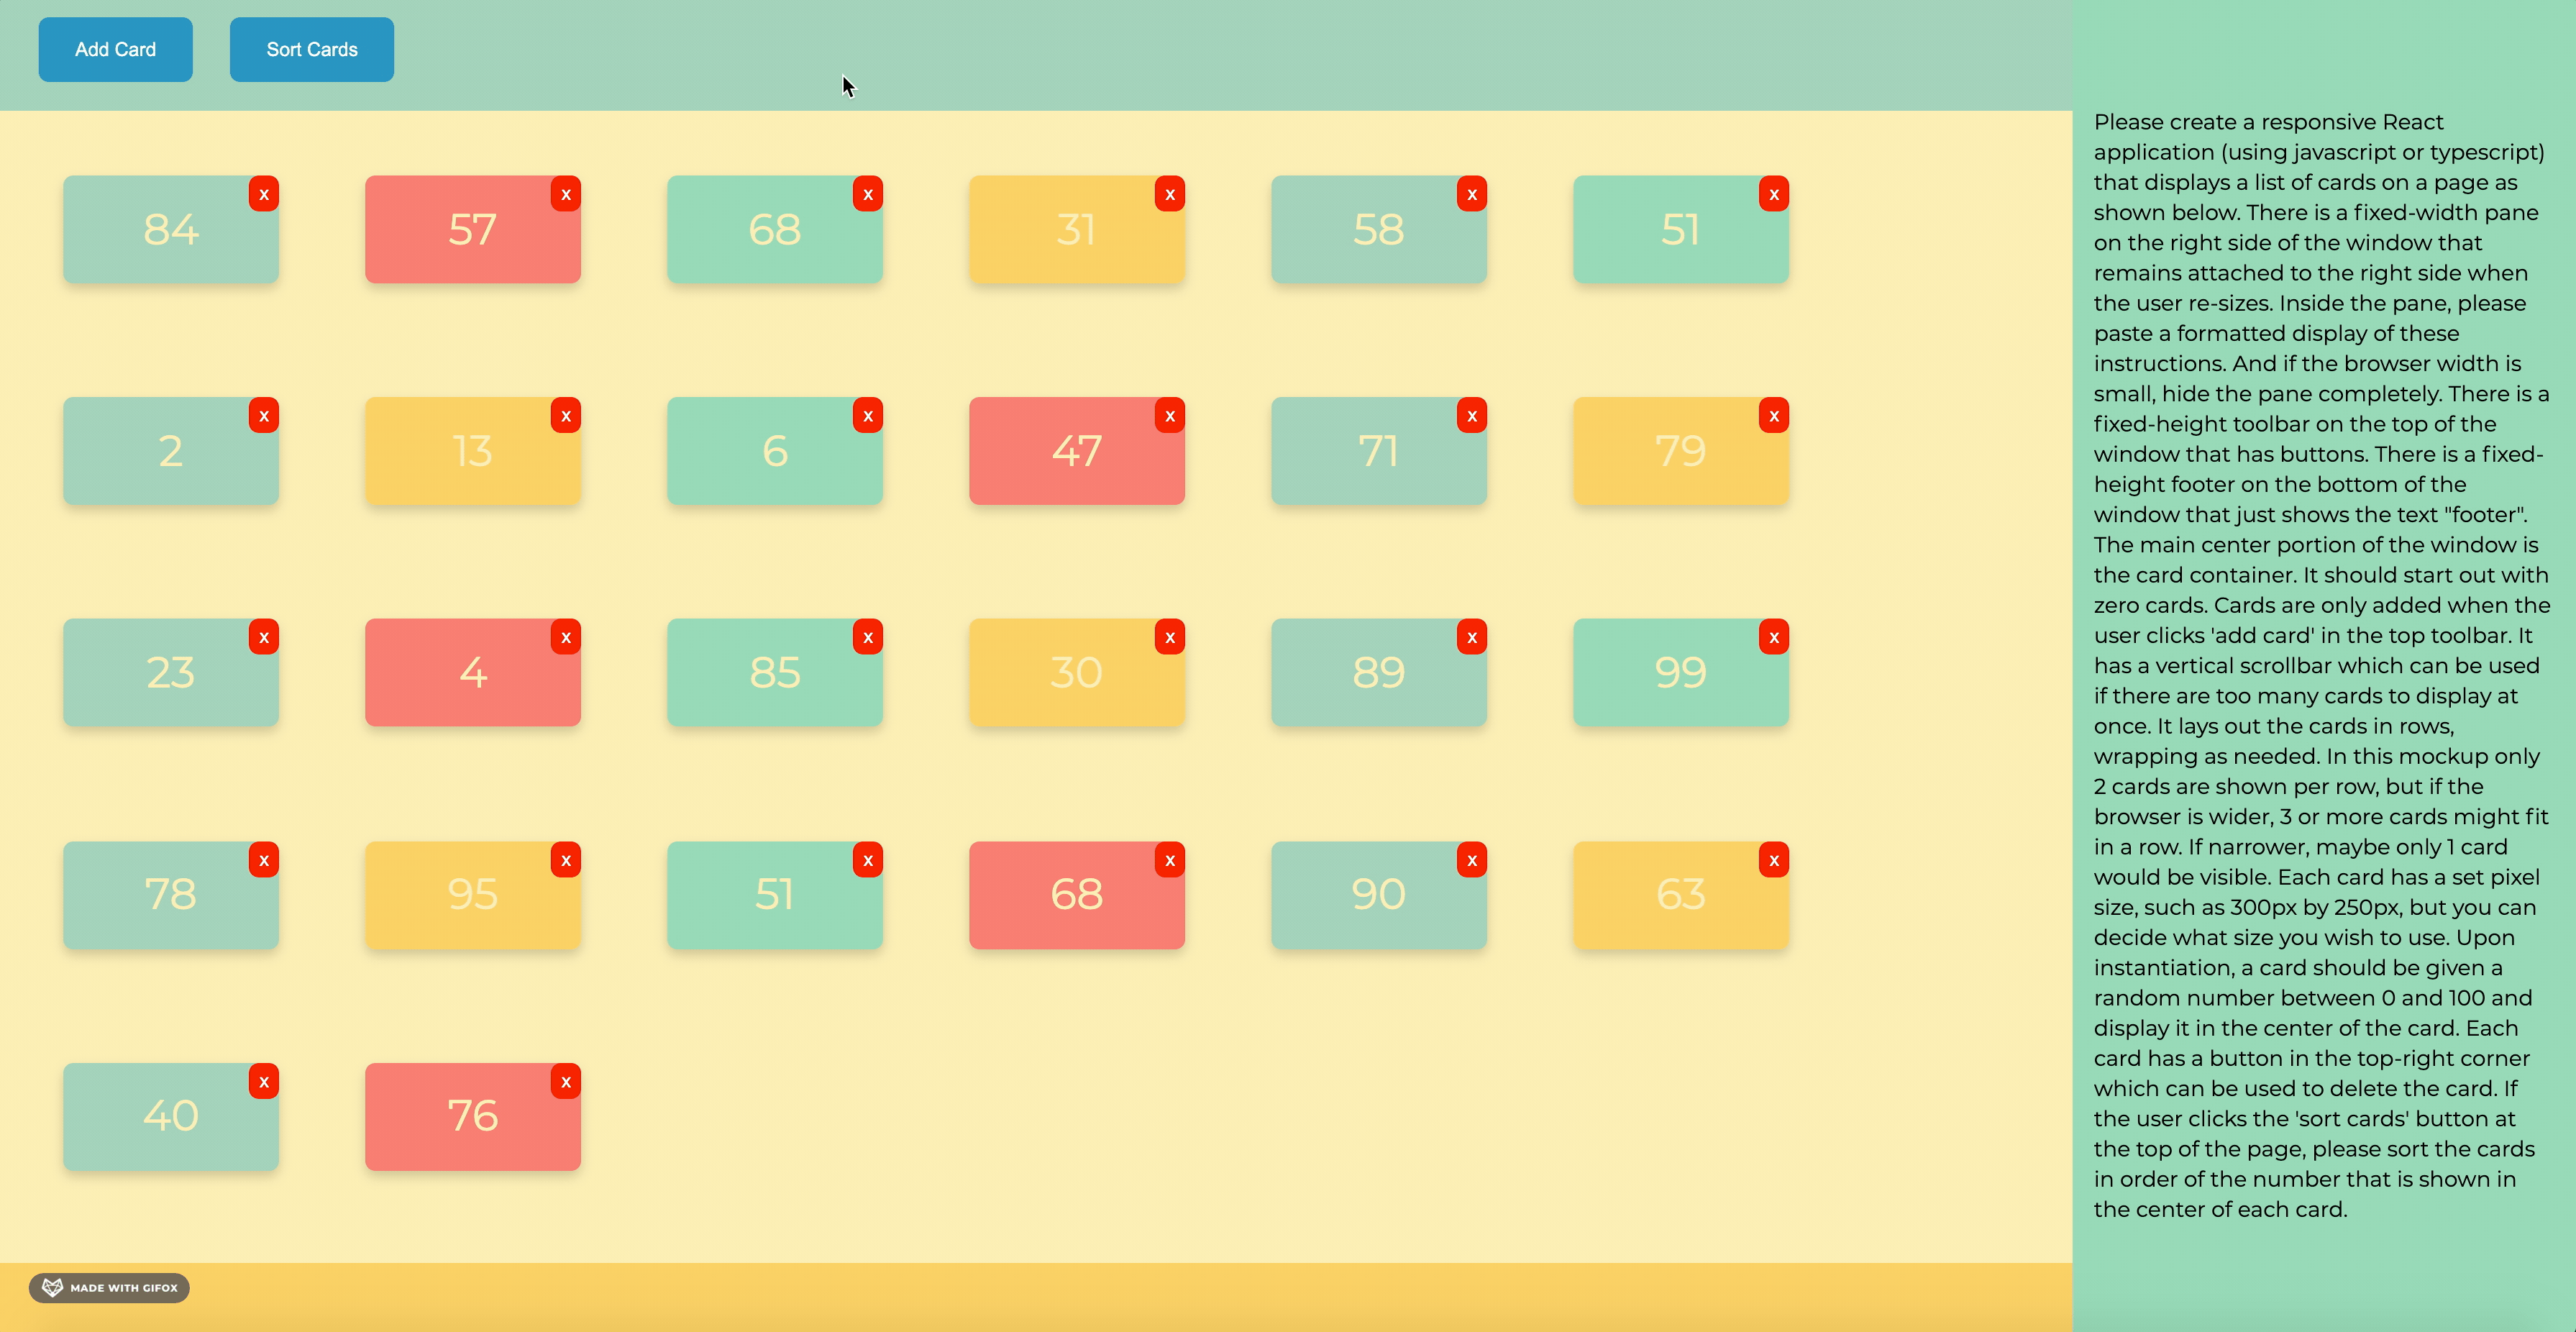 Add Card
Sort Cards
84
X
57
X
68
X
31
X
58
X
51
X
2
X
13
X
6
X
47
X
71
X
79
X
23
X
4
X
85
X
30
X
89
X
99
X
78
X
95
X
51
X
68
X
90
X
63
X
40
X
76
X
MADE WITH GIFOX
Please create a responsive React
application (using javascript or typescript)
that displays a list of cards on a page as
shown below. There is a fixed-width pane
on the right side of the window that
remains attached to the right side when
the user re-sizes. Inside the pane, please
paste a formatted display of these
instructions. And if the browser width is
small, hide the pane completely. There is a
fixed-height toolbar on the top of the
window that has buttons. There is a fixed-
height footer on the bottom of the
window that just shows the text "footer".
The main center portion of the window is
the card container. It should start out with
zero cards. Cards are only added when the
user clicks 'add card' in the top toolbar. It
has a vertical scrollbar which can be used
if there are too many cards to display at
once. It lays out the cards in rows,
wrapping as needed. In this mockup only
2 cards are shown per row, but if the
browser is wider, 3 or more cards might fit
in a row. If narrower, maybe only 1 card
would be visible. Each card has a set pixel
size, such as 300px by 250px, but you can
decide what size you wish to use. Upon
instantiation, a card should be given a
random number between 0 and 100 and
display it in the center of the card. Each
card has a button in the top-right corner
which can be used to delete the card. If
the user clicks the 'sort cards' button at
the top of the page, please sort the cards
in order of the number that is shown in
the center of each card.